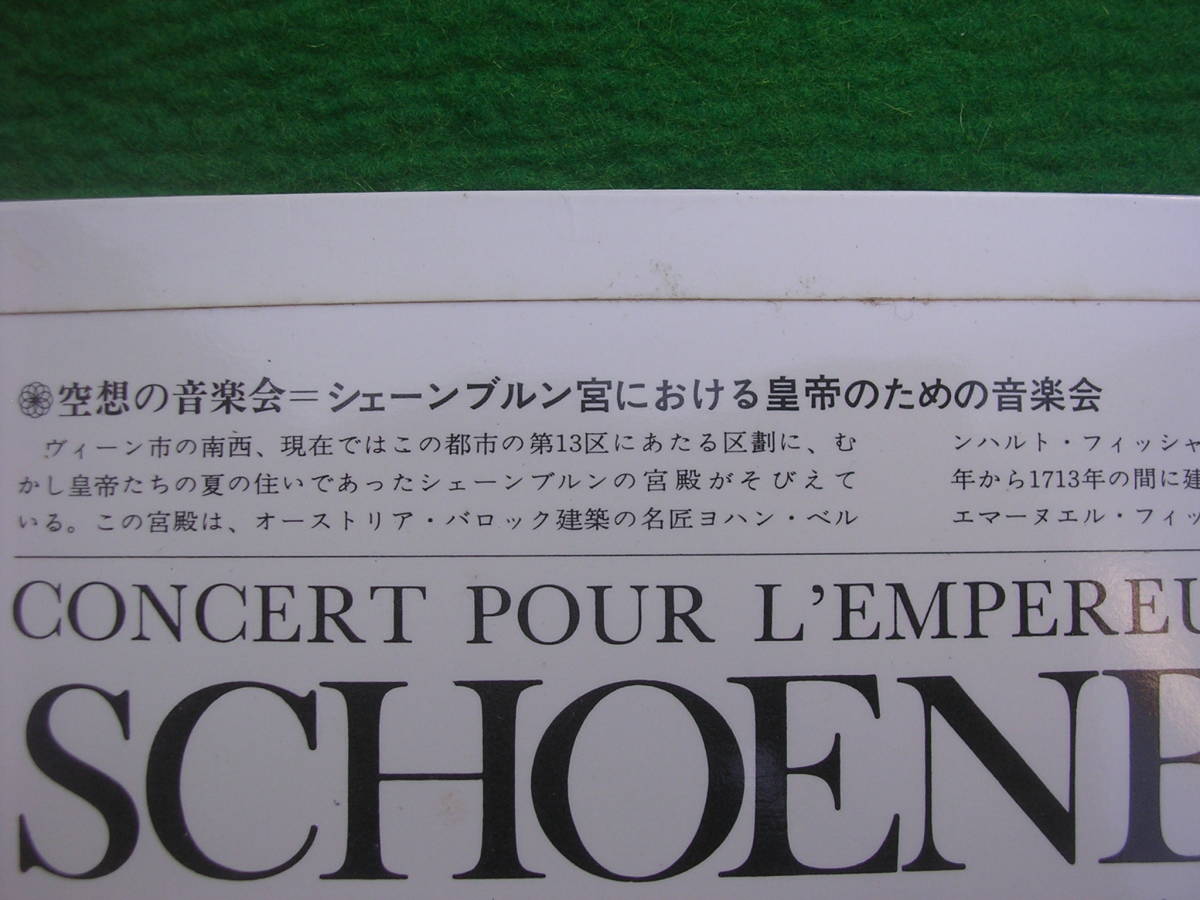 空想の音楽会＝シェーンブルン宮における皇帝のための音楽会
ヴィーン市の南西、現在ではこの都市の第13区にあたる区劃に、む
かし皇帝たちの夏の住いであったシェーンブルンの宮殿がそびえて
いる。この宮殿は、オーストリア・バロック建築の名匠ヨハン・ベル
ンハルト・フィッシャ
年から1713年の間に建
エマーヌエル・フィッ
CONCERT POUR L'EMPEREU
SCHOENB